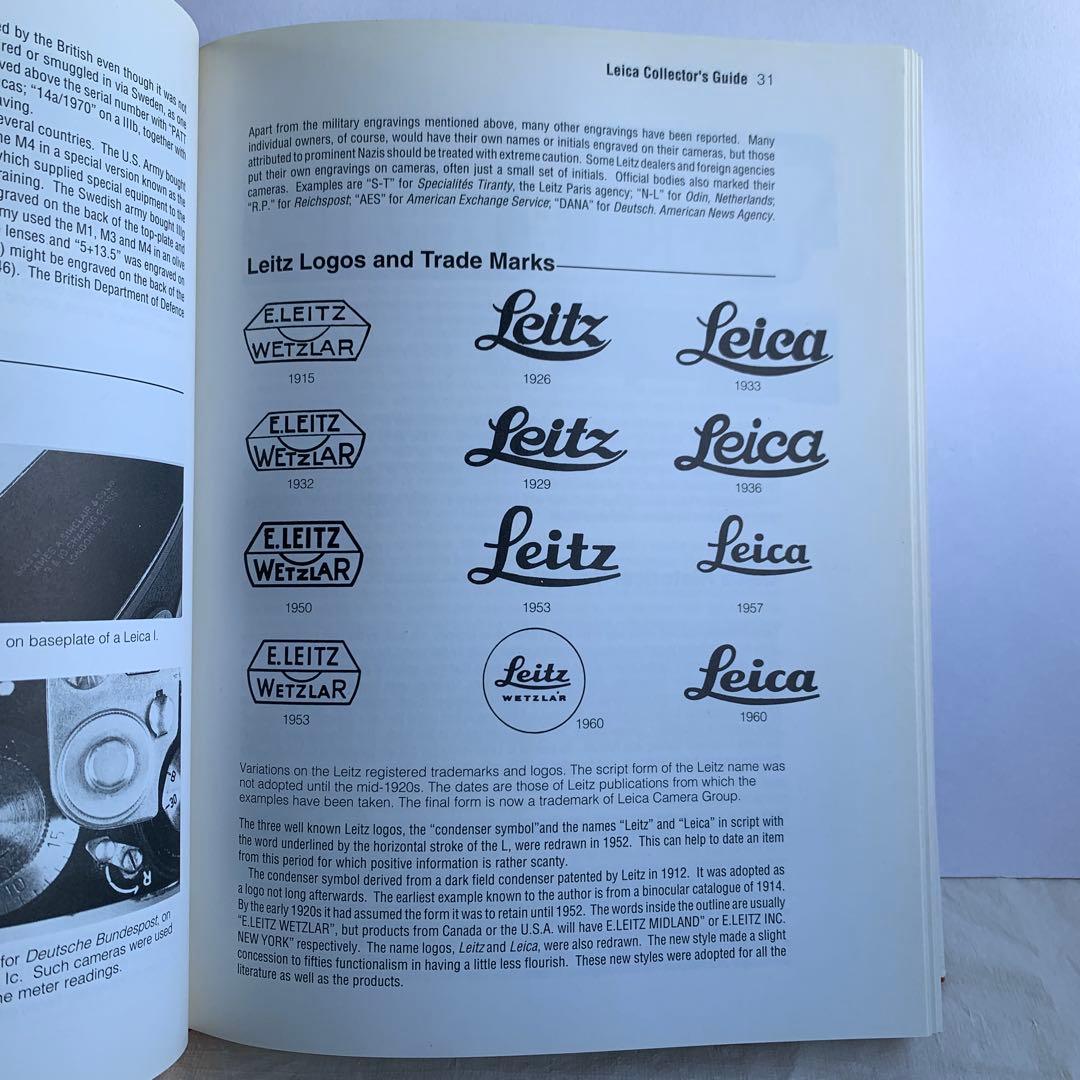 ed by the British even though it was not
red or smuggled in via Sweden, as one
ved above the serial number with "PATT
cas; "14a/1970" on a IIIb, together with
aving.
everal countries. The U.S. Army bought
he M4 in a special version known as the
which supplied special equipment to the
raining. The Swedish army bought IIIg
graved on the back of the top-plate and
my used the M1, M3 and M4 in an olive
lenses and "5+13.5" was engraved on
) might be engraved on the back of the
46). The British Department of Defence
JAMES A. SINCLAIR & Co LTD
CHARING CROSS
LONDON
on baseplate of a Leica I.
8
30
15
10
R
for Deutsche Bundespost, on
Ic. Such cameras were used
ne meter readings.
Leica Collector's Guide 31
Apart from the military engravings mentioned above, many other engravings have been reported. Many
individual owners, of course, would have their own names or initials engraved on their cameras, but those
attributed to prominent Nazis should be treated with extreme caution. Some Leitz dealers and foreign agencies
put their own engravings on cameras, often just a small set of initials. Official bodies also marked their
cameras. Examples are "S-T" for Specialités Tiranty, the Leitz Paris agency; "N-L" for Odin, Netherlands;
"R.P." for Reichspost; "AES" for American Exchange Service; "DANA" for Deutsch. American News Agency.
Leitz Logos and Trade Marks
E.LEITZ
WETZLAR
1915
Leitz
1926
Leica
1933
E.LEITZ
WETZLAR
1932
Leitz
1929
Leica
1936
E.LEITZ
WETZLAR
1950
Leitz
1953
Leica
1957
E.LEITZ
WETZLAR
1953
Leitz
WETZLAR
1960
Leica
1960
Variations on the Leitz registered trademarks and logos. The script form of the Leitz name was
not adopted until the mid-1920s. The dates are those of Leitz publications from which the
examples have been taken. The final form is now a trademark of Leica Camera Group.
The three well known Leitz logos, the "condenser symbol"and the names "Leitz" and "Leica" in script with
the word underlined by the horizontal stroke of the L, were redrawn in 1952. This can help to date an item
from this period for which positive information is rather scanty.
The condenser symbol derived from a dark field condenser patented by Leitz in 1912. It was adopted as
a logo not long afterwards. The earliest example known to the author is from a binocular catalogue of 1914.
By the early 1920s it had assumed the form it was to retain until 1952. The words inside the outline are usually
"E.LEITZ WETZLAR", but products from Canada or the U.S.A. will have E.LEITZ MIDLAND" or E.LEITZ INC.
NEW YORK" respectively. The name logos, Leitz and Leica, were also redrawn. The new style made a slight
concession to fifties functionalism in having a little less flourish. These new styles were adopted for all the
literature as well as the products.